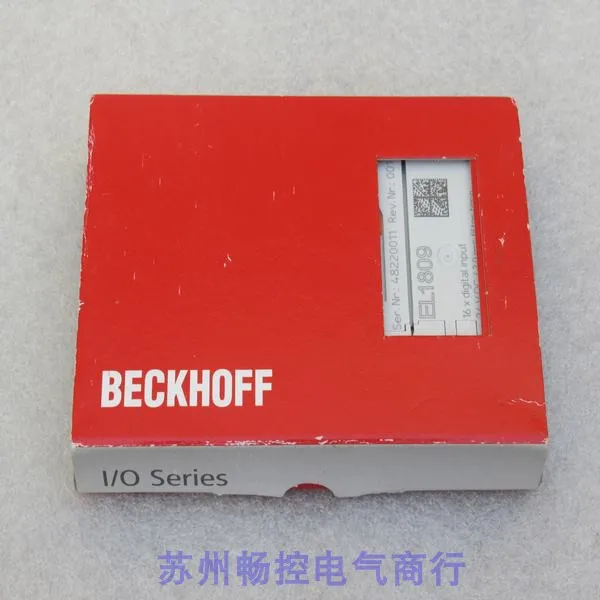 Ser.Nr: 48220011 Rev.Nr: 001
EL1809
16 x digital input
BECKHOFF
I/O Series
苏州畅控电气商行